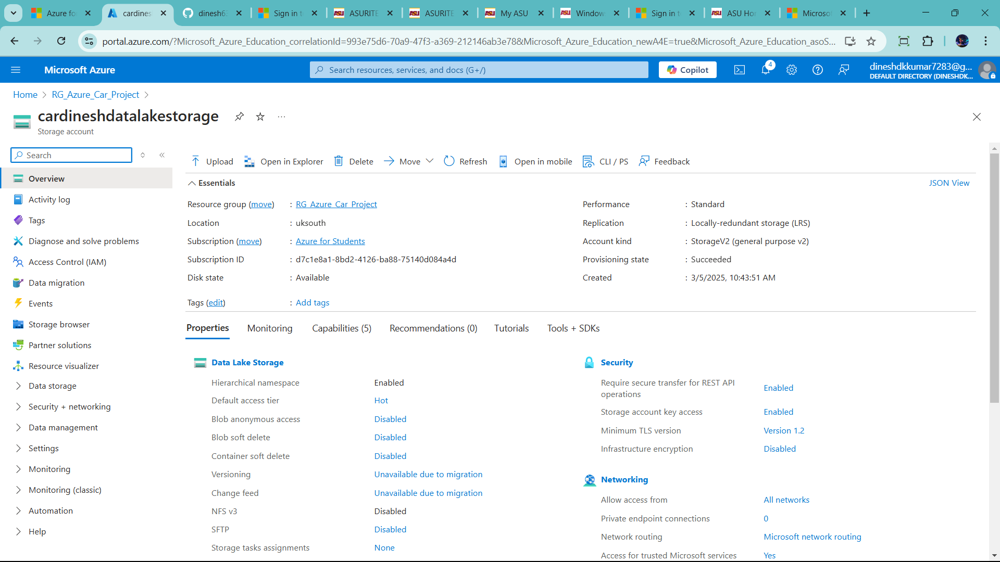 Azure fo
cardines
dinesh63
Sign in t
ASURITE
ASURITE
My ASU
Window
Sign in t
ASU Hor
Microsof
portal.azure.com/?Microsoft_Azure_Education_correlationId=993e75d6-70a9-47f3-a369-212146ab3e78&Microsoft_Azure_Education_newA4E=true&Microsoft_Azure_Education_asoS...
Microsoft Azure
Search resources, services, and docs (G+/)
Copilot
4
dineshdkkumar7283@g...
DEFAULT DIRECTORY (DINESHDK...
Home > RG_Azure_Car_Project >
cardineshdatalakestorage
...
Storage account
Search
Overview
Activity log
Tags
Diagnose and solve problems
Access Control (IAM)
Data migration
Events
Storage browser
Partner solutions
Resource visualizer
Data storage
Security + networking
Data management
Settings
Monitoring
Monitoring (classic)
Automation
Help
Upload Open in Explorer Delete Move Refresh Open in mobile CLI / PS Feedback
Essentials
JSON View
Resource group (move) : RG_Azure_Car_Project
Location : uksouth
Subscription (move) : Azure for Students
Subscription ID : d7c1e8a1-8bd2-4126-ba88-75140d084a4d
Disk state : Available
Performance : Standard
Replication : Locally-redundant storage (LRS)
Account kind : StorageV2 (general purpose v2)
Provisioning state : Succeeded
Created : 3/5/2025, 10:43:51 AM
Tags (edit) : Add tags
Properties Monitoring Capabilities (5) Recommendations (0) Tutorials Tools + SDKs
Data Lake Storage
Hierarchical namespace Enabled
Default access tier Hot
Blob anonymous access Disabled
Blob soft delete Disabled
Container soft delete Disabled
Versioning Unavailable due to migration
Change feed Unavailable due to migration
NFS v3 Disabled
SFTP Disabled
Storage tasks assignments None
Security
Require secure transfer for REST API
operations
Enabled
Storage account key access Enabled
Minimum TLS version Version 1.2
Infrastructure encryption Disabled
Networking
Allow access from All networks
Private endpoint connections 0
Network routing Microsoft network routing
Access for trusted Microsoft services Yes